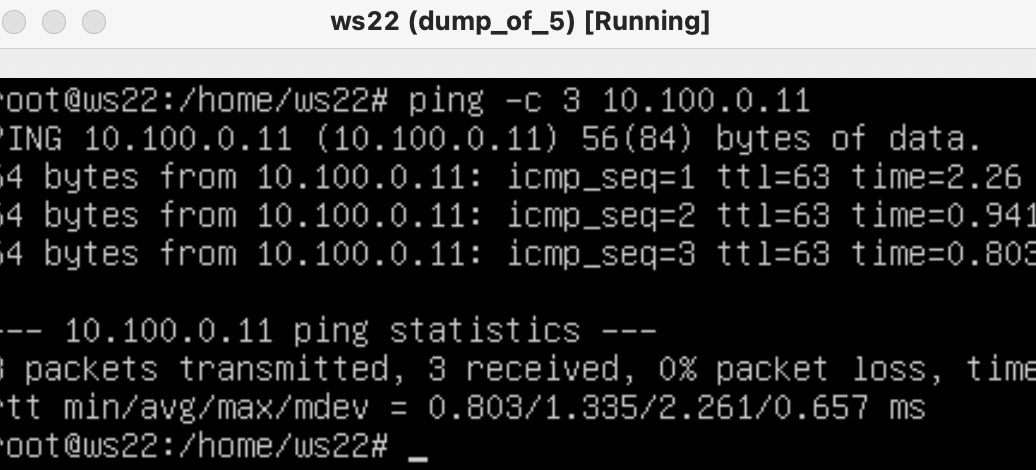 ws22 (dump_of_5) [Running]
root@ws22:/home/ws22# ping -c 3 10.100.0.11
PING 10.100.0.11 (10.100.0.11) 56(84) bytes of data.
64 bytes from 10.100.0.11: icmp_seq=1 ttl=63 time=2.26
64 bytes from 10.100.0.11: icmp_seq=2 ttl=63 time=0.941
64 bytes from 10.100.0.11: icmp_seq=3 ttl=63 time=0.803
--- 10.100.0.11 ping statistics ---
3 packets transmitted, 3 received, 0% packet loss, time
rtt min/avg/max/mdev = 0.803/1.335/2.261/0.657 ms
root@ws22:/home/ws22# _